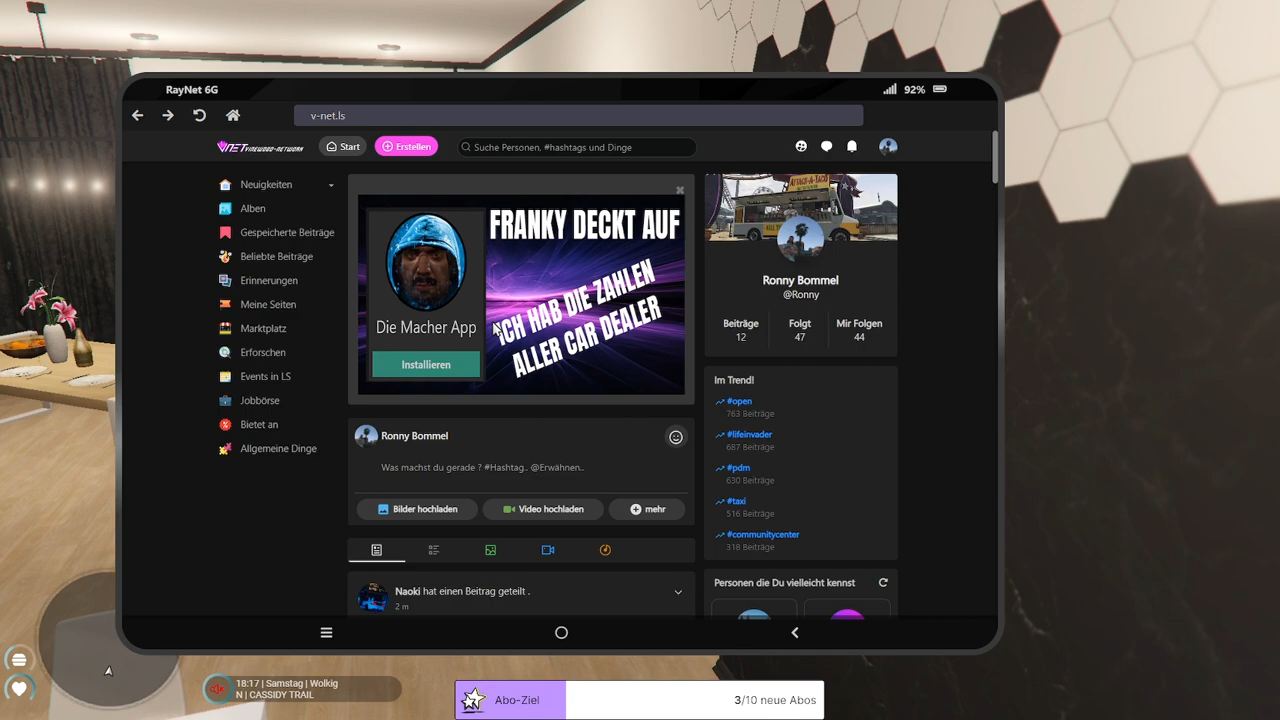 RayNet 6G
92%
v-net.ls
VNET VINEWOOD-NETWORK
Start
Erstellen
Suche Personen, #hashtags und Dinge
Neuigkeiten
Alben
Gespeicherte Beiträge
Beliebte Beiträge
Erinnerungen
Meine Seiten
Marktplatz
Erforschen
Events in LS
Jobbörse
Bietet an
Allgemeine Dinge
Die Macher App
Installieren
FRANKY DECKT AUF
ICH HAB DIE ZAHLEN
ALLER CAR DEALER
Ronny Bommel
Was machst du gerade ? #Hashtag.. @Erwähnen..
Bilder hochladen
Video hochladen
mehr
Naoki hat einen Beitrag geteilt .
2 m
ATTACK-A-TACO
Ronny Bommel
@Ronny
Beiträge
12
Folgt
47
Mir Folgen
44
Im Trend!
#open
763 Beiträge
#lifeinvader
687 Beiträge
#pdm
630 Beiträge
#taxi
516 Beiträge
#communitycenter
318 Beiträge
Personen die Du vielleicht kennst
18:17 | Samstag | Wolkig
N | CASSIDY TRAIL
Abo-Ziel
3/10 neue Abos